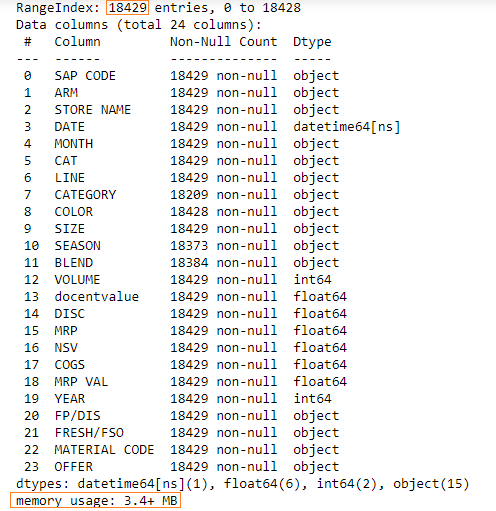 RangeIndex: 18429 entries, 0 to 18428
Data columns (total 24 columns):
 #   Column         Non-Null Count  Dtype
---  ------         --------------  -----
 0   SAP CODE       18429 non-null  object
 1   ARM            18429 non-null  object
 2   STORE NAME     18429 non-null  object
 3   DATE           18429 non-null  datetime64[ns]
 4   MONTH          18429 non-null  object
 5   CAT            18429 non-null  object
 6   LINE           18429 non-null  object
 7   CATEGORY       18209 non-null  object
 8   COLOR          18428 non-null  object
 9   SIZE           18429 non-null  object
 10  SEASON         18373 non-null  object
 11  BLEND          18384 non-null  object
 12  VOLUME         18429 non-null  int64
 13  docentvalue    18429 non-null  float64
 14  DISC           18429 non-null  float64
 15  MRP            18429 non-null  float64
 16  NSV            18429 non-null  float64
 17  COGS           18429 non-null  float64
 18  MRP VAL        18429 non-null  float64
 19  YEAR           18429 non-null  int64
 20  FP/DIS         18429 non-null  object
 21  FRESH/FSO      18429 non-null  object
 22  MATERIAL CODE  18429 non-null  object
 23  OFFER          18429 non-null  object
dtypes: datetime64[ns](1), float64(6), int64(2), object(15)
memory usage: 3.4+ MB